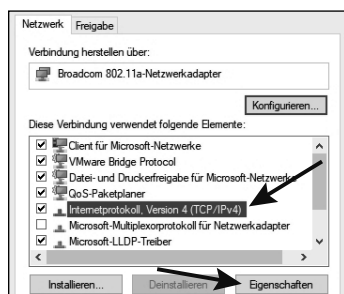 Netzwerk Freigabe
Verbindung herstellen über:
Broadcom 802.11a-Netzwerkadapter
Konfigurieren...
Diese Verbindung verwendet folgende Elemente:
Client für Microsoft-Netzwerke
VMware Bridge Protocol
Datei- und Druckerfreigabe für Microsoft-Netzwerke
QoS-Paketplaner
Internetprotokoll, Version 4 (TCP/IPv4)
Microsoft-Multiplexorprotokoll für Netzwerkadapter
Microsoft-LLDP-Treiber
Installieren... Deinstallieren Eigenschaften